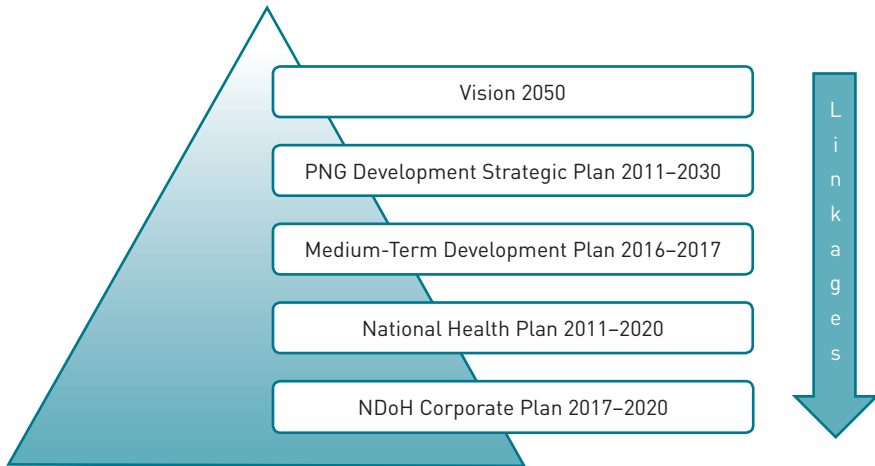 Vision 2050
PNG Development Strategic Plan 2011–2030
Medium-Term Development Plan 2016–2017
National Health Plan 2011–2020
NDoH Corporate Plan 2017–2020
Linkages